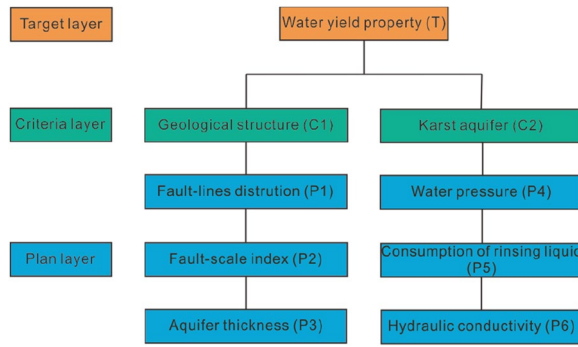 Target layer
Water yield property (T)
Criteria layer
Geological structure (C1)
Karst aquifer (C2)
Fault-lines distrution (P1)
Water pressure (P4)
Plan layer
Fault-scale index (P2)
Consumption of rinsing liquid
(P5)
Aquifer thickness (P3)
Hydraulic conductivity (P6)